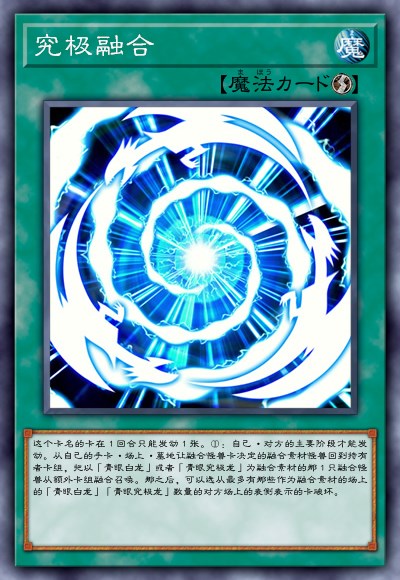 究极融合
魔
【魔法カード】
まほう
这个卡名的卡在1回合只能发动1张。①：自己·对方的主要阶段才能发
动。从自己的手卡·场上·墓地让融合怪兽卡决定的融合素材怪兽回到持有
者卡组，把以「青眼白龙」或者「青眼究极龙」为融合素材的那1只融合怪
兽从额外卡组融合召唤。那之后，可以选从最多有那些作为融合素材的场上
的「青眼白龙」「青眼究极龙」数量的对方场上的表侧表示的卡破坏。